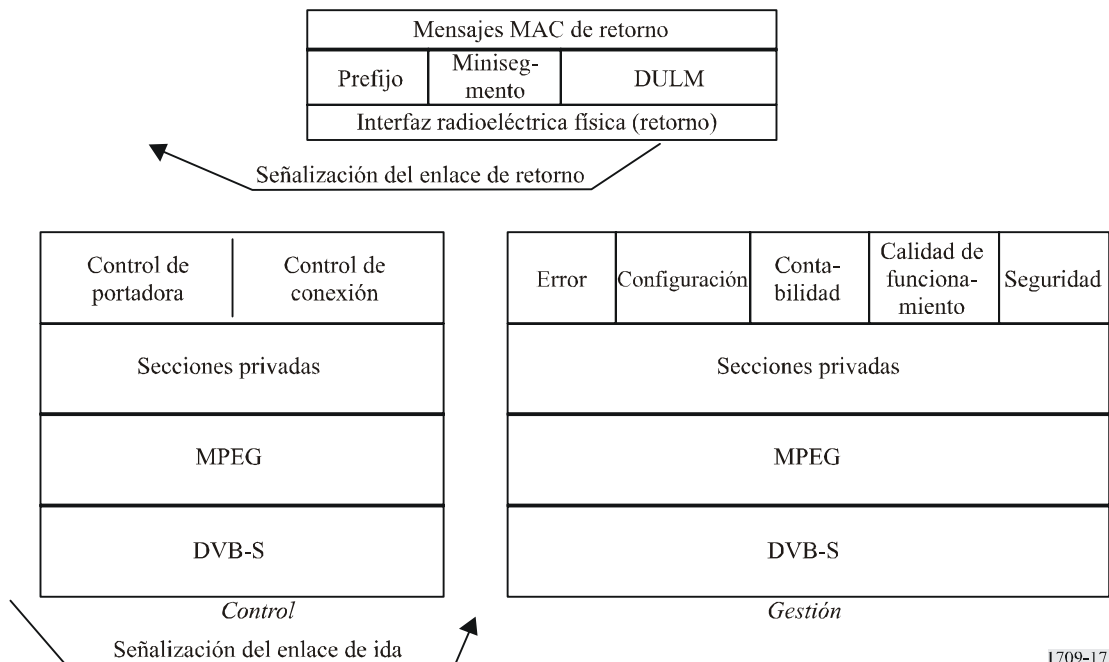 Mensajes MAC de retorno
Prefijo
Miniseg-
mento
DULM
Interfaz radioeléctrica física (retorno)
Señalización del enlace de retorno
Control de
portadora
Control de
conexión
Secciones privadas
MPEG
DVB-S
Control
Error
Configuración
Conta-
bilidad
Calidad de
funciona-
miento
Seguridad
Secciones privadas
MPEG
DVB-S
Gestión
Señalización del enlace de ida
1709-17